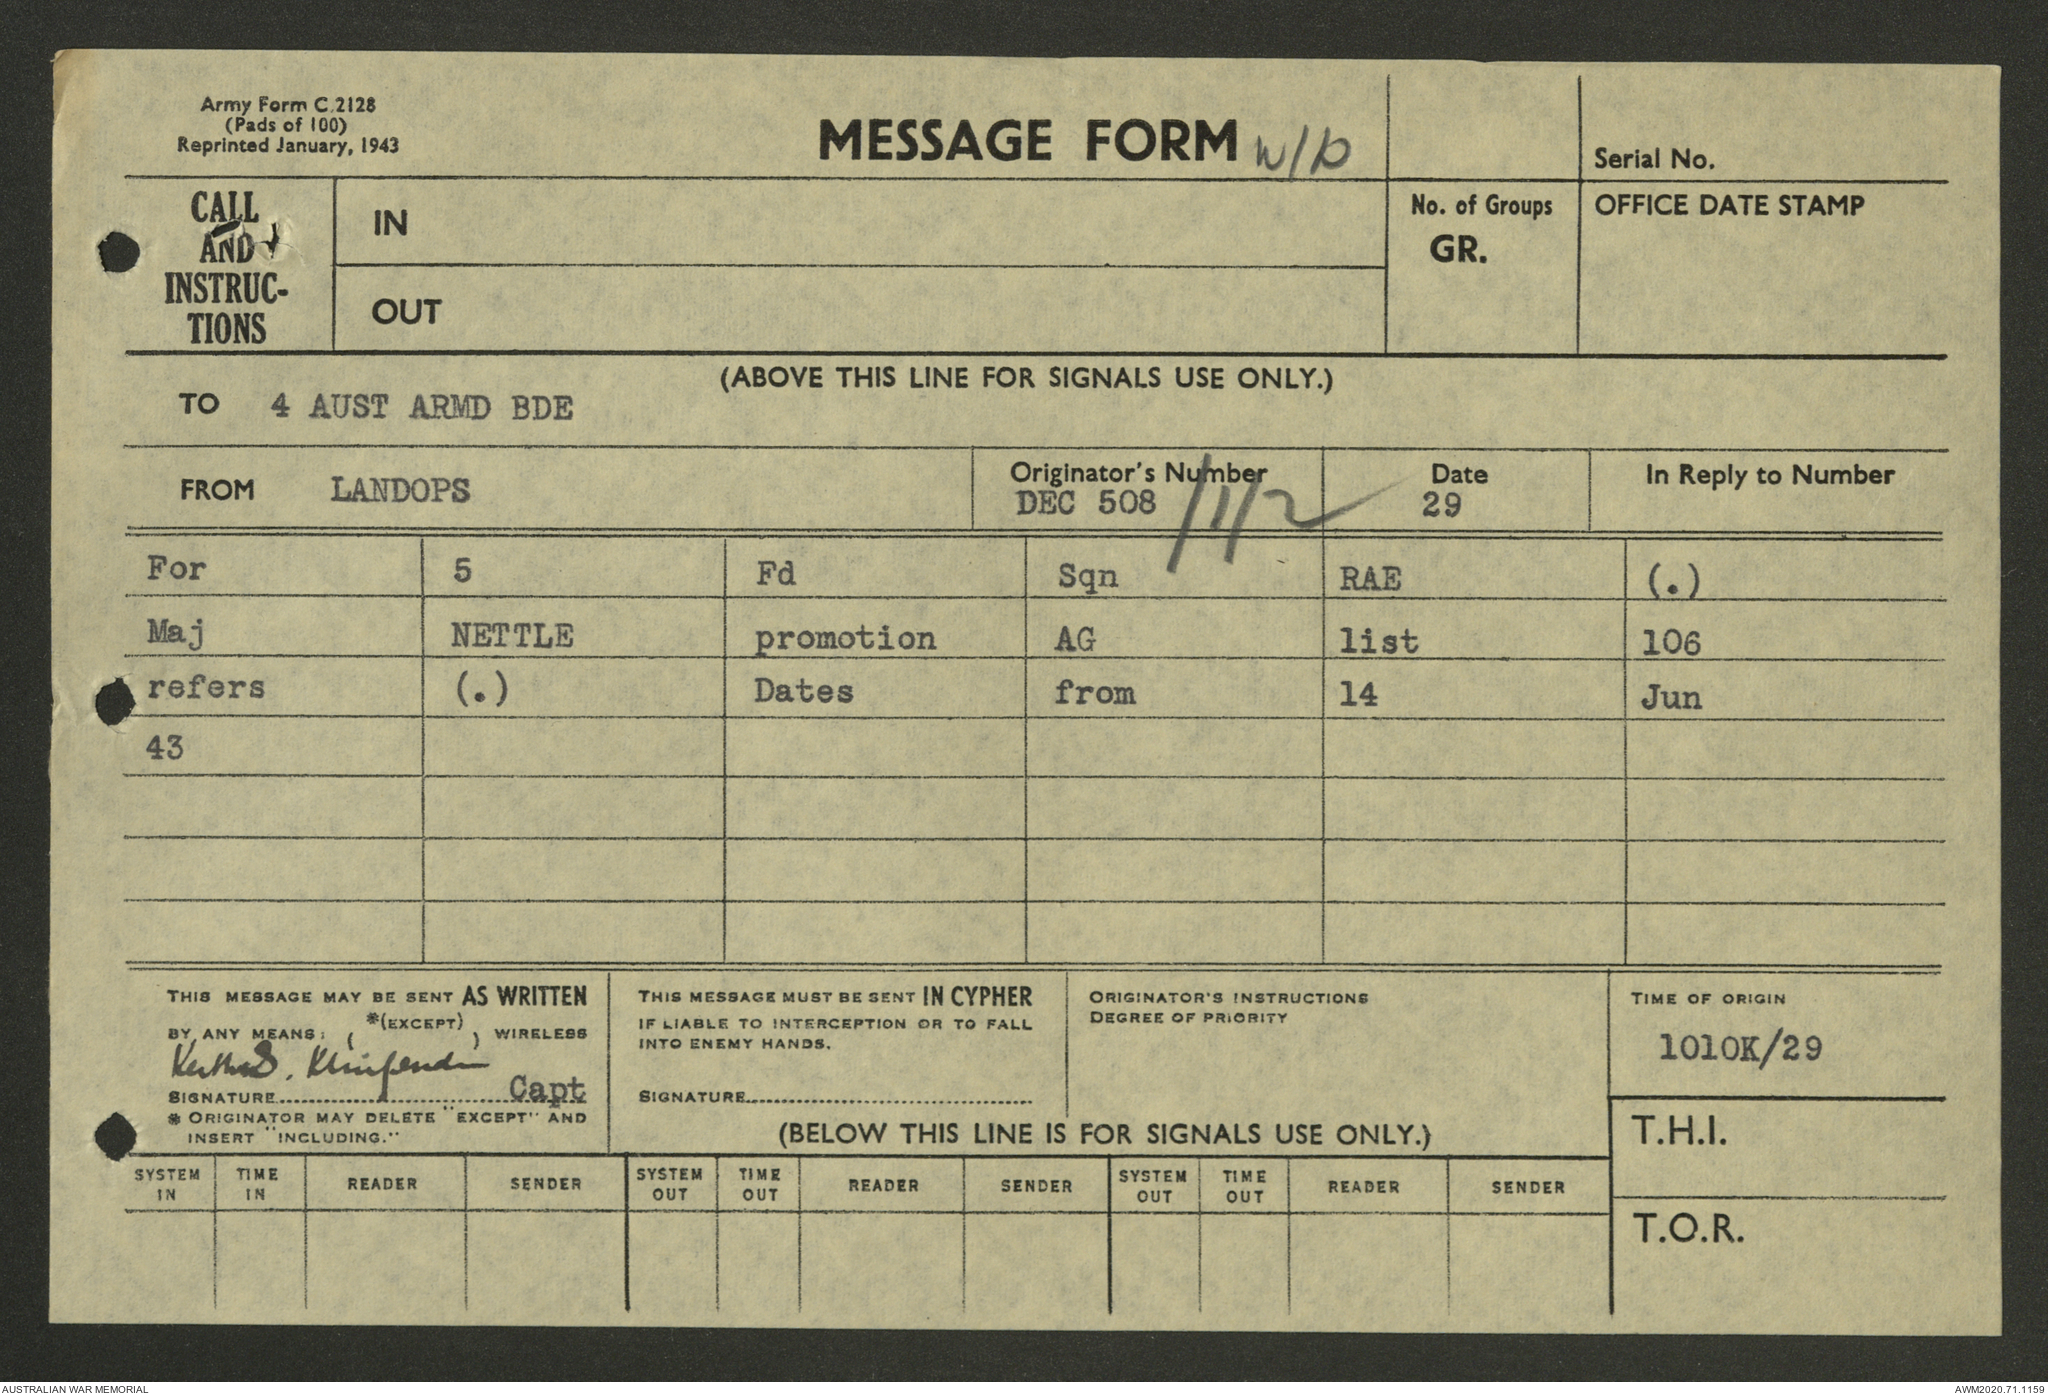 Army Form C.2128
(Pads of 100)
Reprinted January, 1943
MESSAGE FORM
Serial No.
CALL
AND
INSTRUC-
TIONS
IN
OUT
No. of Groups
GR.
OFFICE DATE STAMP
(ABOVE THIS LINE FOR SIGNALS USE ONLY.)
TO 4 AUST ARMD BDE
FROM LANDOPS
Originator's Number
DEC 508
/1/2
Date
29
In Reply to Number
For 5 Fd Sqn RAE (.)
Maj NETTLE promotion AG list 106
refers (.) Dates from 14 Jun
43
THIS MESSAGE MAY BE SENT AS WRITTEN
BY ANY MEANS: ( *(EXCEPT) ) WIRELESS
SIGNATURE Capt
* ORIGINATOR MAY DELETE "EXCEPT" AND
INSERT "INCLUDING."
THIS MESSAGE MUST BE SENT IN CYPHER
IF LIABLE TO INTERCEPTION OR TO FALL
INTO ENEMY HANDS.
SIGNATURE
ORIGINATOR'S INSTRUCTIONS
DEGREE OF PRIORITY
TIME OF ORIGIN
1010K/29
(BELOW THIS LINE IS FOR SIGNALS USE ONLY.)
T.H.I.
T.O.R.
SYSTEM IN TIME IN READER SENDER SYSTEM OUT TIME OUT READER SENDER SYSTEM OUT TIME OUT READER SENDER
AUSTRALIAN WAR MEMORIAL AWM2020.71.1159